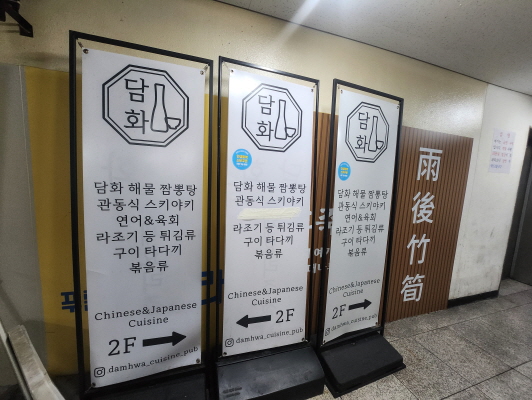 담화
담화 해물 짬뽕탕
관동식 스키야키
연어&육회
라조기 등 튀김류
구이 타다끼
볶음류
Chinese&Japanese
Cuisine
2F →
damhwa_cuisine_pub
담화
담화 해물 짬뽕탕
관동식 스키야키
라조기 등 튀김류
구이 타다끼
볶음류
Chinese&Japanese
Cuisine
← 2F
damhwa_cuisine_pub
담화
담화 해물 짬뽕탕
관동식 스키야키
연어&육회
라조기 등 튀김류
구이 타다끼
볶음류
Chinese&Japanese
Cuisine
2F →
damhwa_cuisine_pub
雨後竹筍